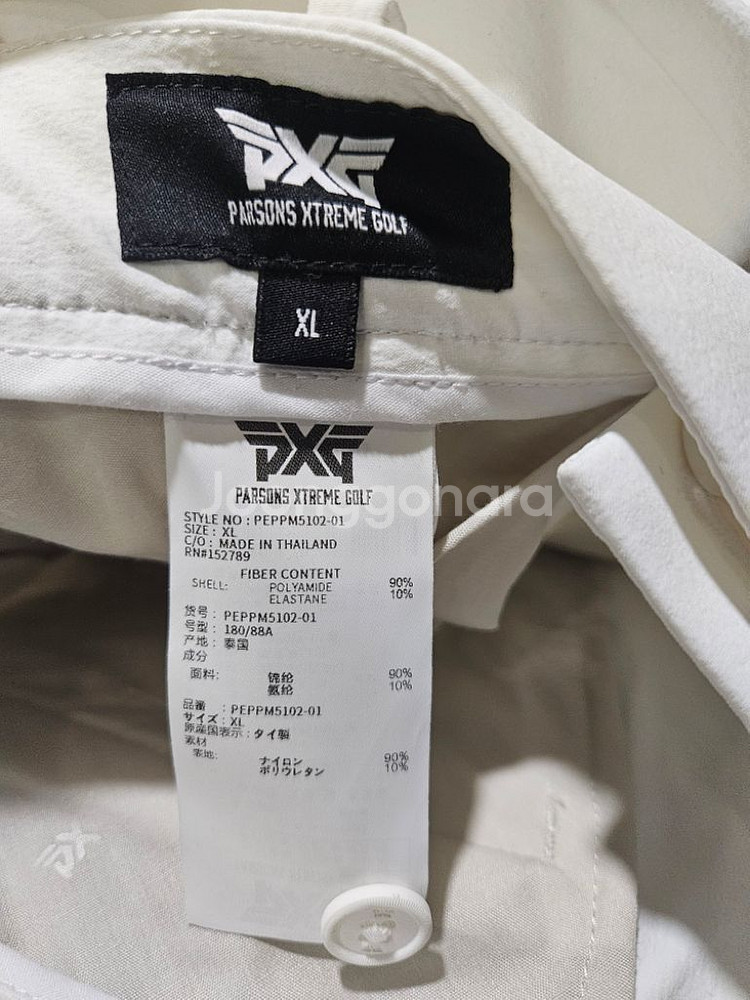 PXG
PARSONS XTREME GOLF
XL
PXG
PARSONS XTREME GOLF
Joonggonara
STYLE NO : PEPPM5102-01
SIZE : XL
C/O : MADE IN THAILAND
RN#152789
FIBER CONTENT
SHELL: POLYAMIDE 90%
ELASTANE 10%
货号 : PEPPM5102-01
号型 : 180/88A
产地 : 泰国
成分
面料: 锦纶 90%
氨纶 10%
品番 : PEPPM5102-01
サイズ : XL
原産国表示 : タイ製
素材
表地: ナイロン 90%
ポリウレタン 10%